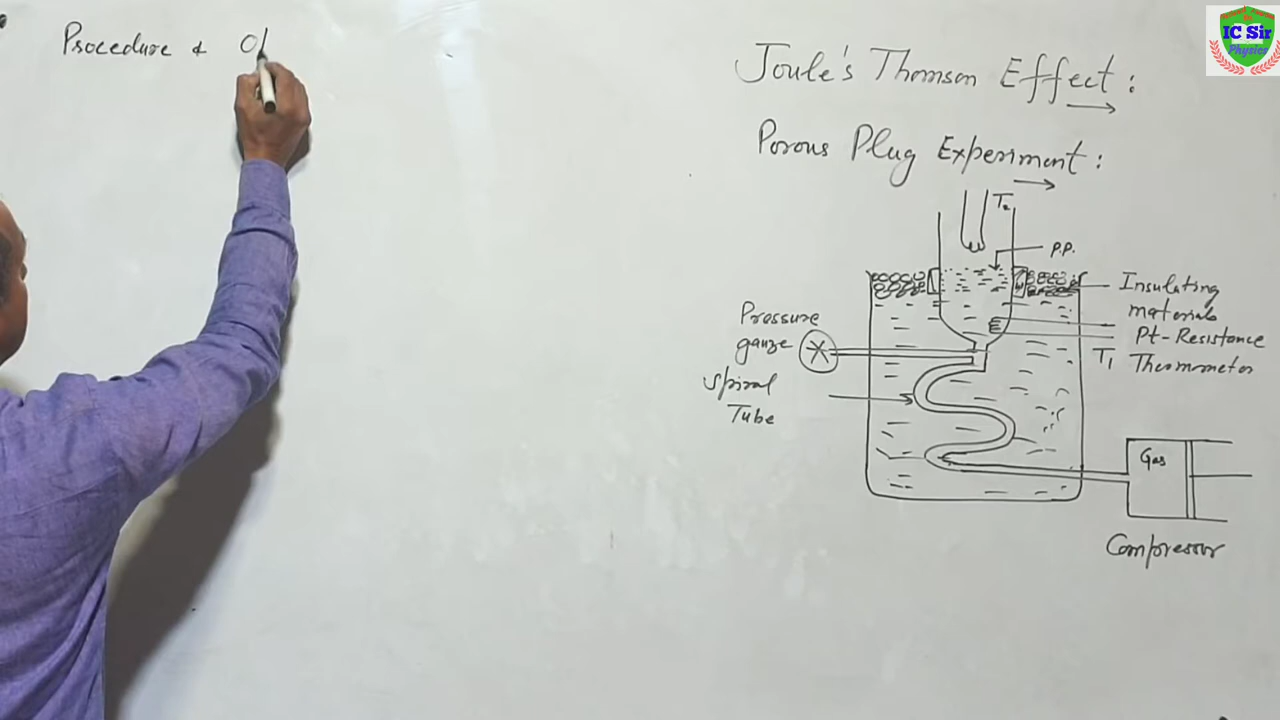 Procedure &
IC Sir
Physics
Joule's Thomson Effect :
Porous Plug Experiment :
T₂
P.P.
Insulating
materials
Pressure
gauze
Pt-Resistance
T₁ Thermometer
Spiral
Tube
Gas
Compressor